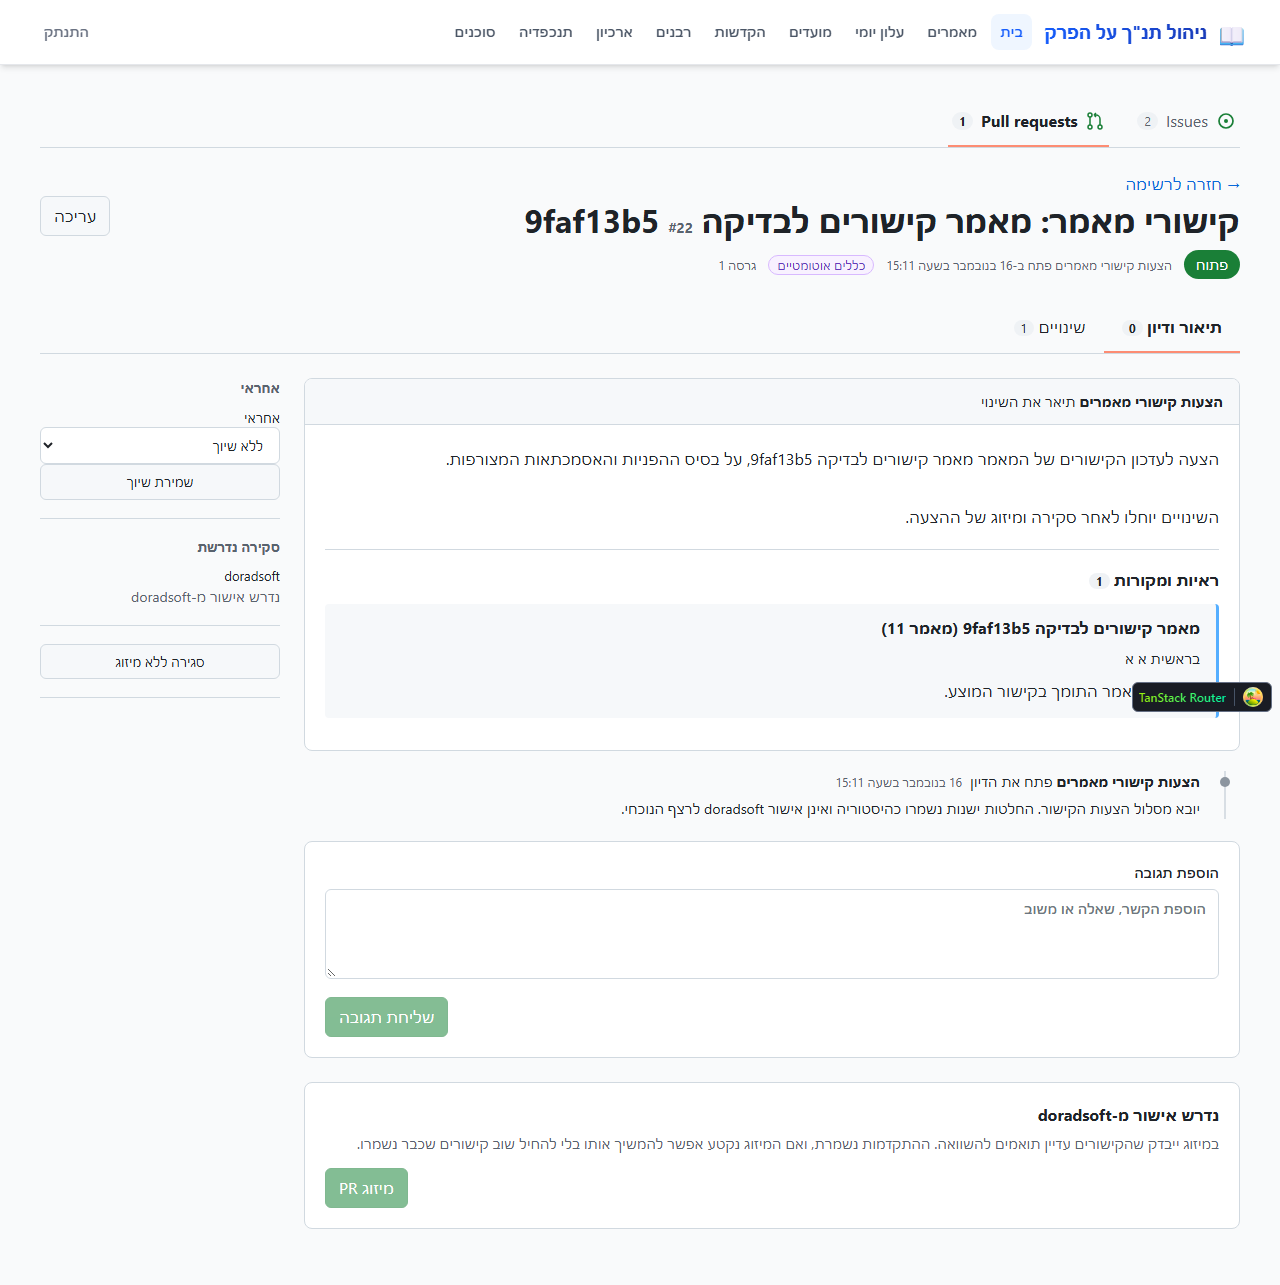 ניהול תנ"ך על הפרק
בית מאמרים עלון יומי מועדים הקדשות רבנים ארכיון תנכפדיה סוכנים
התנתק
Issues 2
Pull requests 1
→ חזרה לרשימה
קישורי מאמר: מאמר קישורים לבדיקה 9faf13b5 #22
עריכה
פתוח הצעות קישורי מאמרים פתח ב-16 בנובמבר בשעה 15:11 כללים אוטומטיים גרסה 1
תיאור ודיון 0
שינויים 1
הצעות קישורי מאמרים תיאר את השינוי
הצעה לעדכון הקישורים של המאמר מאמר קישורים לבדיקה 9faf13b5, על בסיס ההפניות והאסמכתאות המצורפות.
השינויים יוחלו לאחר סקירה ומיזוג של ההצעה.
ראיות ומקורות 1
מאמר קישורים לבדיקה 9faf13b5 (מאמר 11)
בראשית א א
אמר התומך בקישור המוצע.
TanStack Router
הצעות קישורי מאמרים פתח את הדיון 16 בנובמבר בשעה 15:11
יובא מסלול הצעות הקישור. החלטות ישנות נשמרו כהיסטוריה ואינן אישור doradsoft לרצף הנוכחי.
הוספת תגובה
הוספת הקשר, שאלה או משוב
שליחת תגובה
נדרש אישור מ-doradsoft
במיזוג ייבדק שהקישורים עדיין תואמים להשוואה. ההתקדמות נשמרת, ואם המיזוג נקטע אפשר להמשיך אותו בלי להחיל שוב קישורים שכבר נשמרו.
מיזוג PR
אחראי
אחראי
ללא שיוך
שמירת שיוך
סקירה נדרשת
doradsoft
נדרש אישור מ-doradsoft
סגירה ללא מיזוג